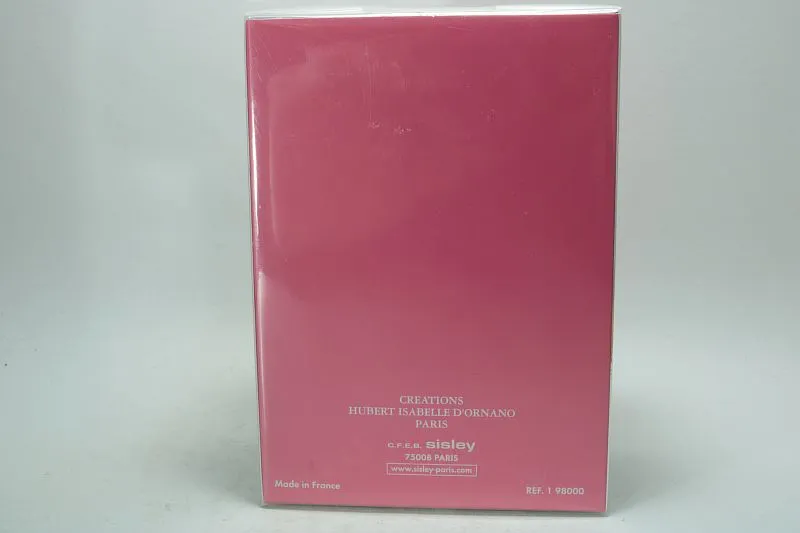 CREATIONS
HUBERT ISABELLE D'ORNANO
PARIS
C.F.E.B. sisley
75008 PARIS
www.sisley-paris.com
Made in France
REF. 1 98000